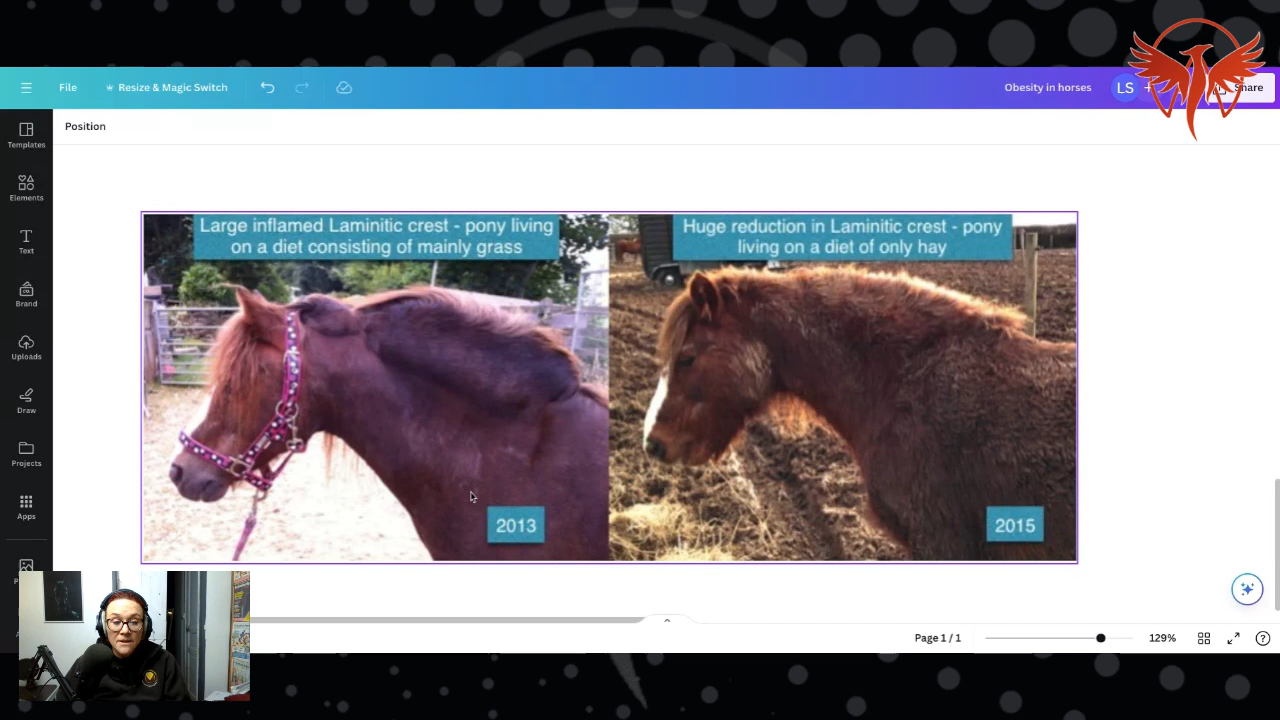 File
Resize & Magic Switch
Obesity in horses
LS
+
Share
Position
Templates
Elements
Text
Brand
Uploads
Draw
Projects
Apps
Large inflamed Laminitic crest - pony living
on a diet consisting of mainly grass
Huge reduction in Laminitic crest - pony
living on a diet of only hay
2013
2015
Page 1 / 1
129%